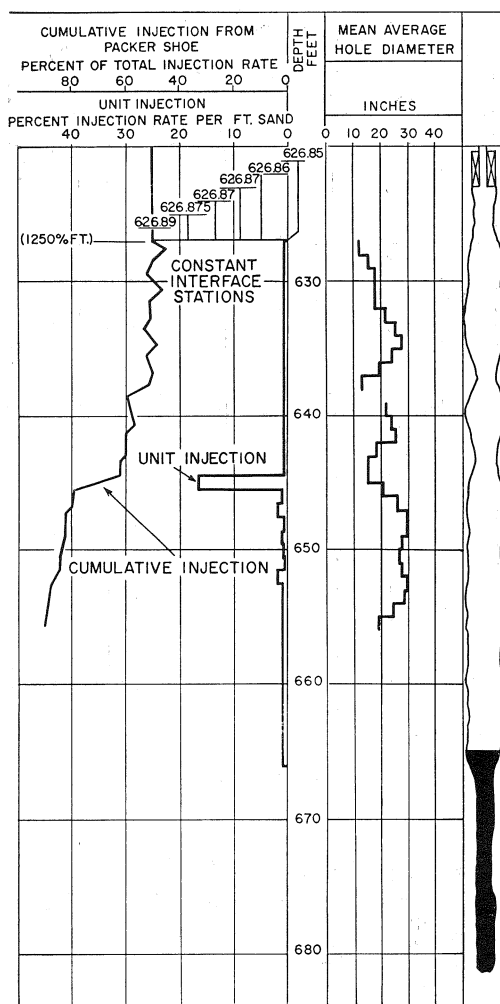 CUMULATIVE INJECTION FROM
PACKER SHOE
PERCENT OF TOTAL INJECTION RATE
80 60 40 20 0
UNIT INJECTION
PERCENT INJECTION RATE PER FT. SAND
40 30 20 10 0
DEPTH
FEET
MEAN AVERAGE
HOLE DIAMETER
INCHES
0 10 20 30 40
626.85
626.86
626.87
626.87
626.875
626.89
(1250%FT.)
CONSTANT
INTERFACE
STATIONS
630
640
UNIT INJECTION
650
CUMULATIVE INJECTION
660
670
680